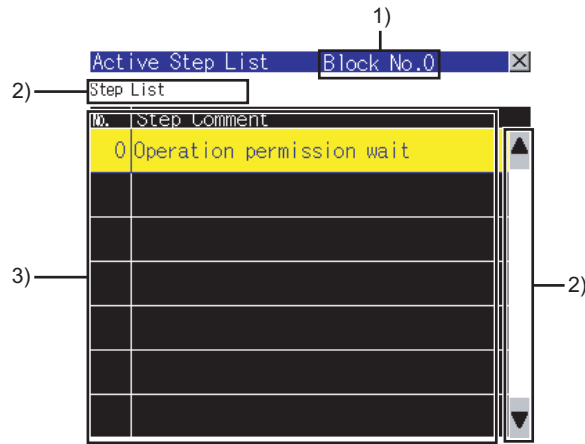 1)
Active Step List Block No.0
2) Step List
No. Step Comment
0 Operation permission wait
3)
2)